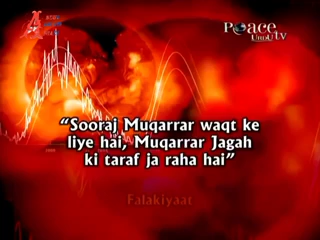 Peace
URDU TV
“Sooraj Muqarrar waqt ke
liye hai, Muqarrar Jagah
ki taraf ja raha hai”
Falakiyaat